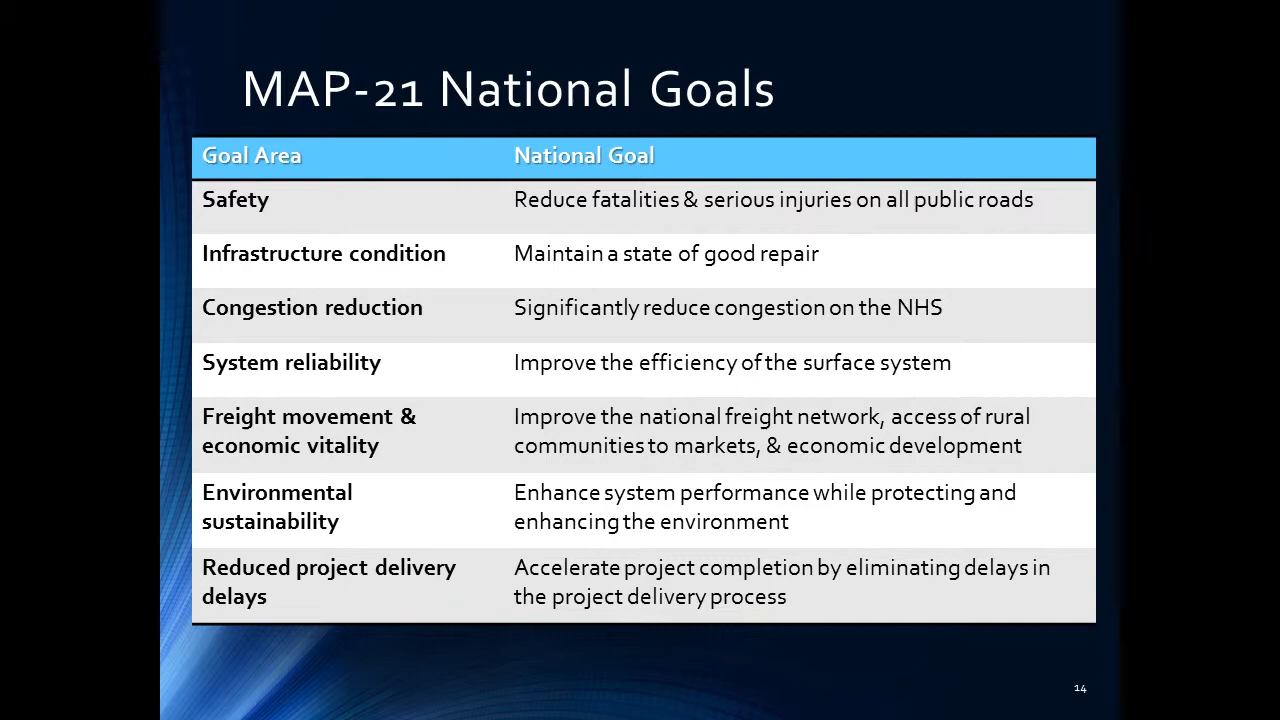 MAP-21 National Goals
Goal Area National Goal
Safety Reduce fatalities & serious injuries on all public roads
Infrastructure condition Maintain a state of good repair
Congestion reduction Significantly reduce congestion on the NHS
System reliability Improve the efficiency of the surface system
Freight movement & Improve the national freight network, access of rural
economic vitality communities to markets, & economic development
Environmental Enhance system performance while protecting and
sustainability enhancing the environment
Reduced project delivery Accelerate project completion by eliminating delays in
delays the project delivery process
14